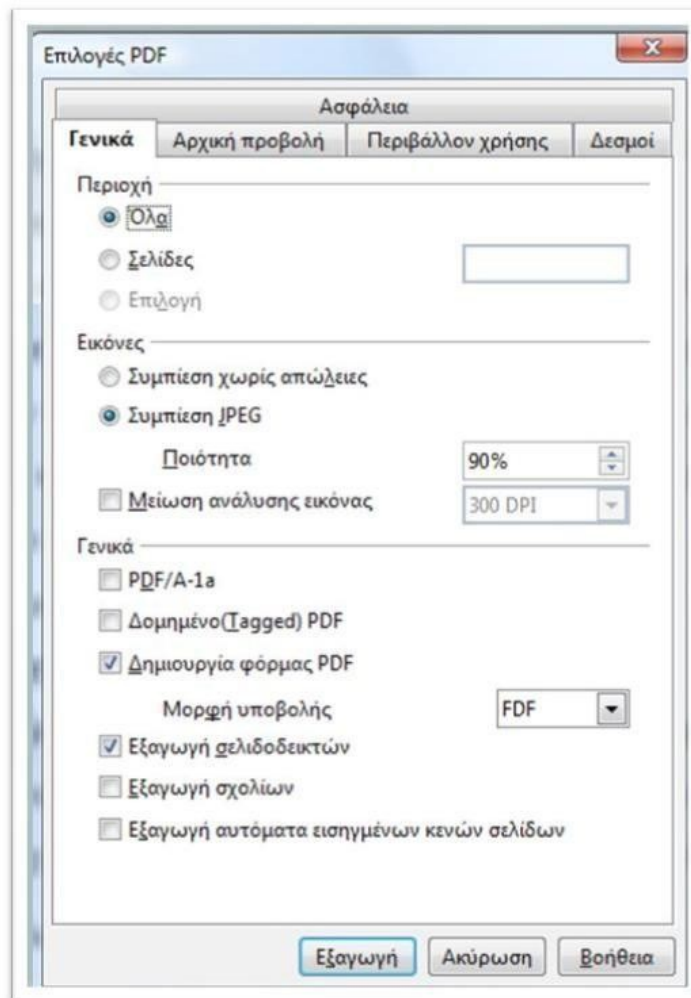 Επιλογές PDF
Ασφάλεια
Γενικά Αρχική προβολή Περιβάλλον χρήσης Δεσμοί
Περιοχή
Όλα
Σελίδες
Επιλογή
Εικόνες
Συμπίεση χωρίς απώλειες
Συμπίεση JPEG
Ποιότητα 90%
Μείωση ανάλυσης εικόνας 300 DPI
Γενικά
PDF/A-1a
Δομημένο(Tagged) PDF
Δημιουργία φόρμας PDF
Μορφή υποβολής FDF
Εξαγωγή σελιδοδεικτών
Εξαγωγή σχολίων
Εξαγωγή αυτόματα εισηγμένων κενών σελίδων
Εξαγωγή Ακύρωση Βοήθεια